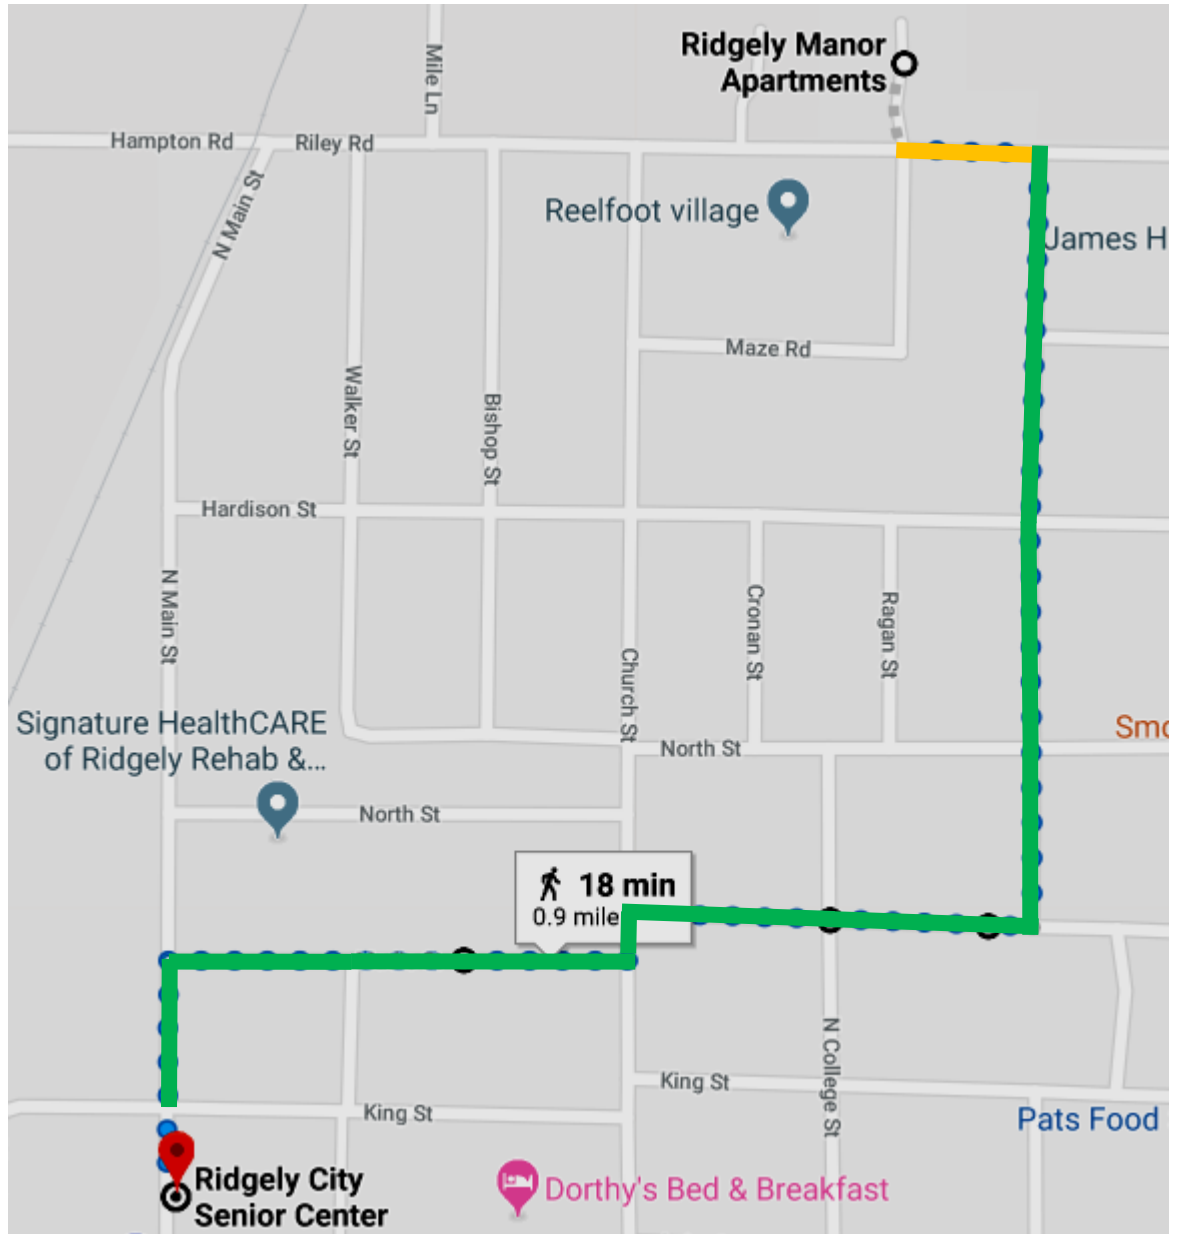 Ridgely Manor
Apartments
Mile Ln
Hampton Rd
Riley Rd
N Main St
Reelfoot village
James H
Maze Rd
Walker St
Bishop St
Hardison St
N Main St
Cronan St
Ragan St
Church St
Signature HealthCARE
of Ridgely Rehab &...
North St
Smo
North St
18 min
0.9 mile
N College St
King St
King St
Pats Food
Ridgely City
Senior Center
Dorthy's Bed & Breakfast